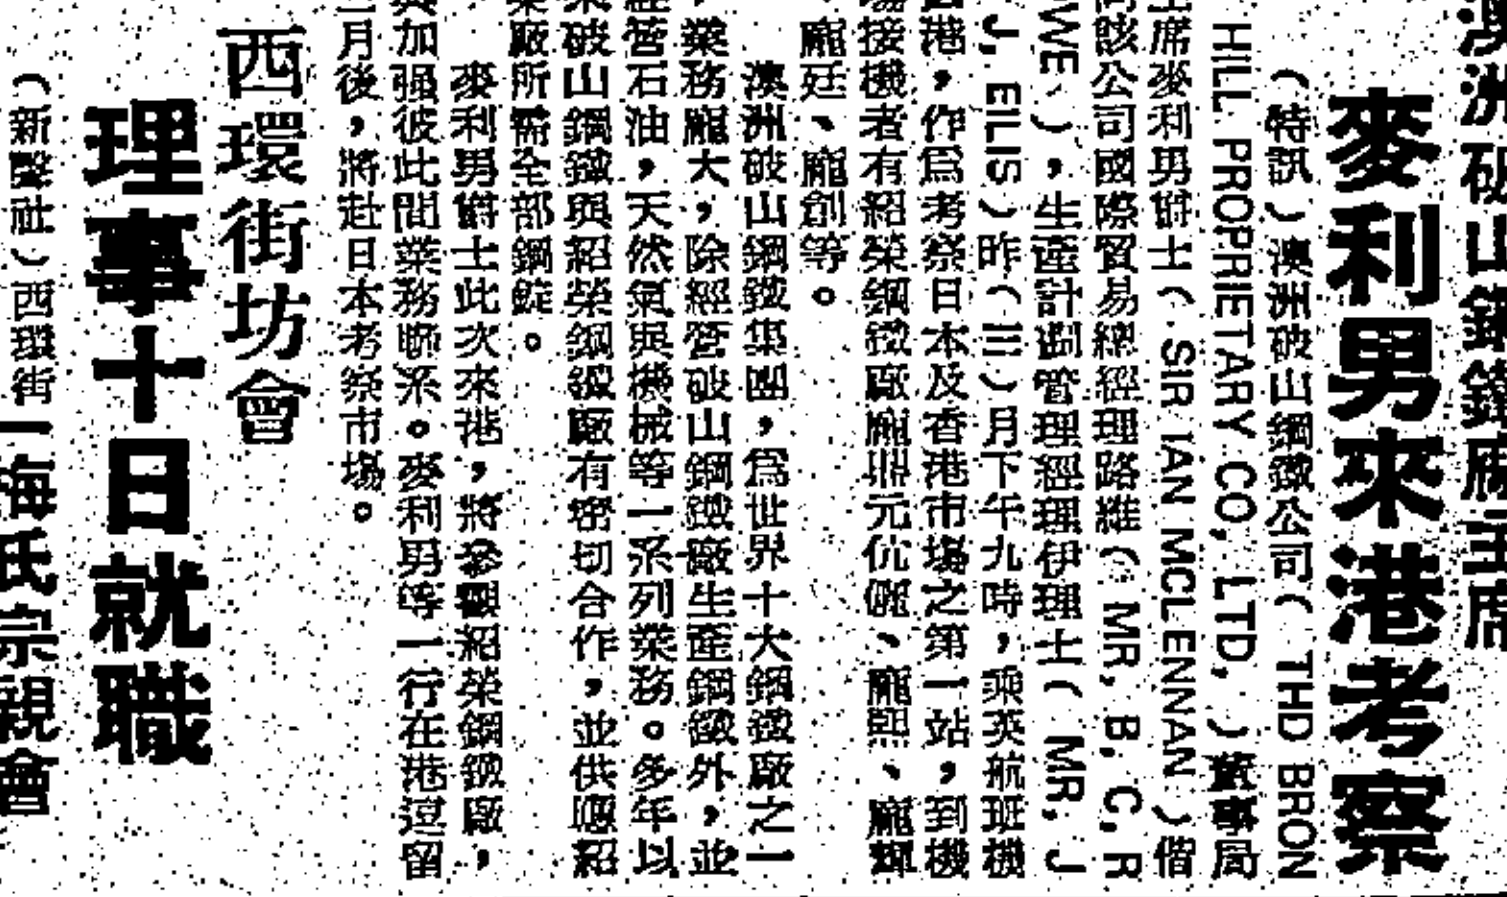 澳洲破山鋼鐵廠主席
麥利男來港考察
（特訊）澳洲破山鋼鐵公司（THD BRON
HILL PROPRIETARY CO, LTD,）董事局
主席麥利男爵士（SIR IAN MCLENNAN）偕
同該公司國際貿易總經理路維（MR, B, C, R
OWE），生產計劃管理經理伊理士（MR, J
, J, EILIS）昨（三）月下午九時，乘英航班機
港，作爲考察日本及香港市場之第一站，到機
場接機者有紹榮鋼鐵廠龐鼎元伉儷、龐熙、龐輝
、龐廷、龐創等。
澳洲破山鋼鐵集團，爲世界十大鋼鐵廠之一
，業務龐大，除經營破山鋼鐵廠生產鋼鐵外，並
經營石油，天然氣與機械等一系列業務。多年以
來破山鋼鐵與紹榮鋼鐵廠有密切合作，並供應紹
榮廠所需全部鋼錠。
麥利男爵士此次來港，將參觀紹榮鋼鐵廠，
與加强彼此間業務聯系。麥利男等一行在港逗留
月後，將赴日本考察市場。
西環街坊會
理事十日就職
（新聲社）西環街
梅氏宗親會